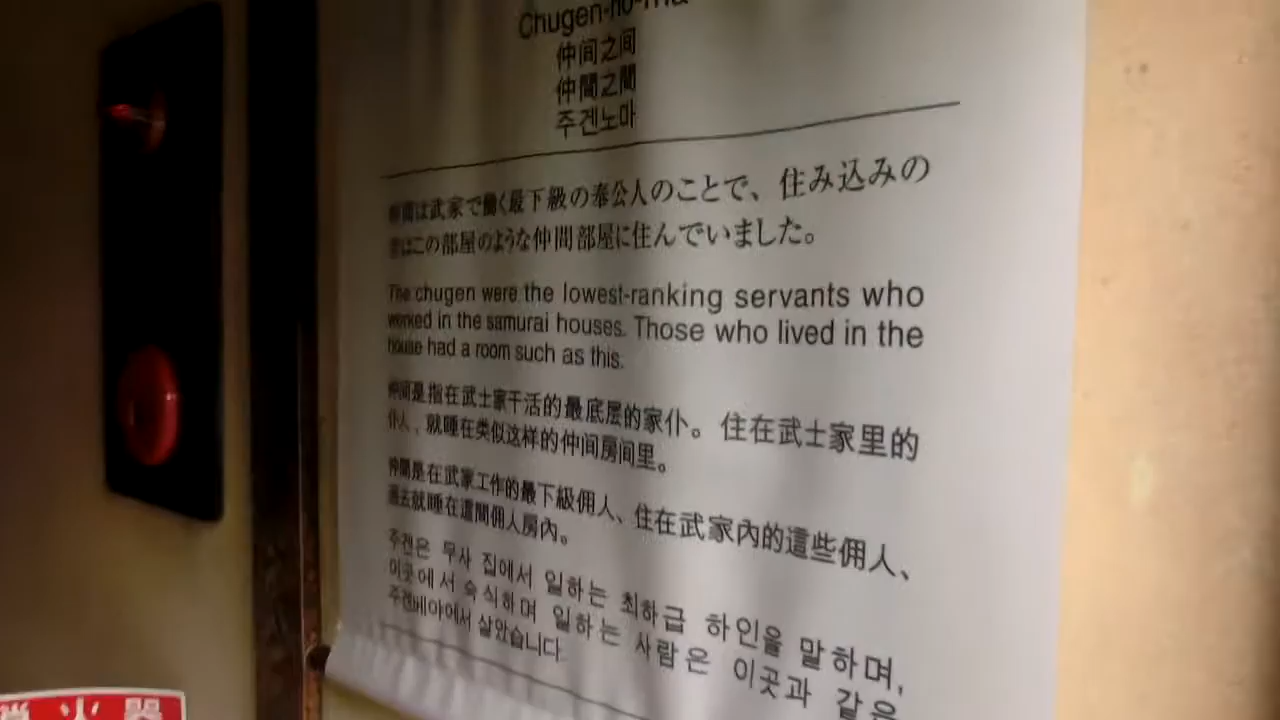 Chugen-no-ma
仲间之间
仲間之間
주겐노마
仲間は武家で働く最下級の奉公人のことで、住み込みの
者はこの部屋のような仲間部屋に住んでいました。
The chugen were the lowest-ranking servants who
worked in the samurai houses. Those who lived in the
house had a room such as this.
仲间是指在武士家干活的最底层的家仆。住在武士家里的
仆人，就睡在类似这样的仲间房间里。
仲間是在武家工作的最下級佣人、住在武家內的這些佣人、
過去就睡在這間佣人房內。
주겐은 무사 집에서 일하는 최하급 하인을 말하며,
이곳에서 숙식하며 일하는 사람은 이곳과 같은
주겐베야에서 살았습니다.
消火器